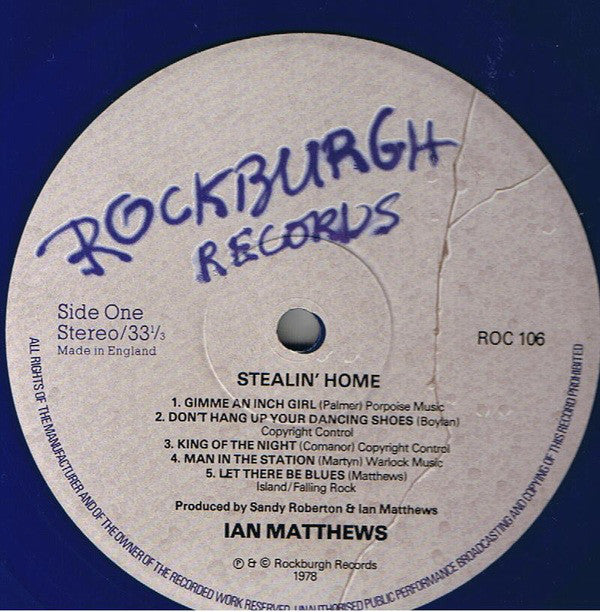 ROCKBURGH
RECORDS
Side One
Stereo/33⅓
Made in England
ROC 106
STEALIN' HOME
1. GIMME AN INCH GIRL (Palmer) Porpoise Music
2. DON'T HANG UP YOUR DANCING SHOES (Boylan)
Copyright Control
3. KING OF THE NIGHT (Comanor) Copyright Control
4. MAN IN THE STATION (Martyn) Warlock Music
5. LET THERE BE BLUES (Matthews)
Island/Falling Rock
Produced by Sandy Roberton & Ian Matthews
IAN MATTHEWS
℗ & © Rockburgh Records
1978
ALL RIGHTS OF THE MANUFACTURER AND OF THE OWNER OF THE RECORDED WORK RESERVED. UNAUTHORISED PUBLIC PERFORMANCE BROADCASTING AND COPYING OF THIS RECORD PROHIBITED